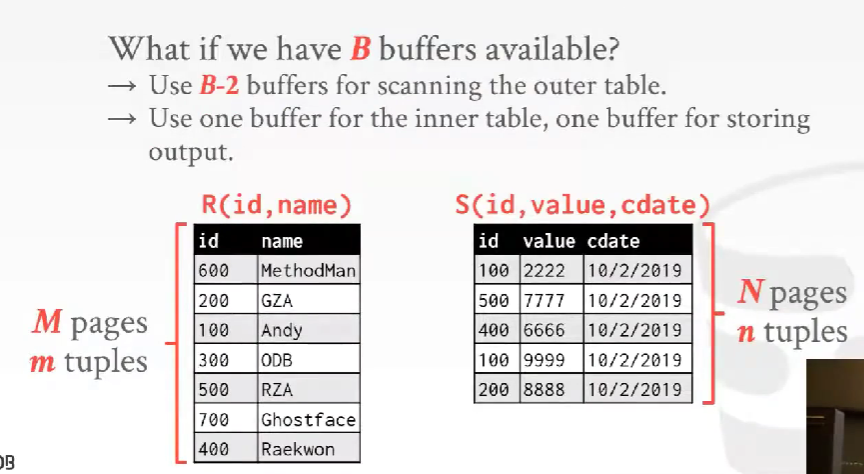 What if we have B buffers available?
→ Use B-2 buffers for scanning the outer table.
→ Use one buffer for the inner table, one buffer for storing
output.
R(id,name)
id name
600 MethodMan
200 GZA
100 Andy
300 ODB
500 RZA
700 Ghostface
400 Raekwon
M pages
m tuples
S(id,value,cdate)
id value cdate
100 2222 10/2/2019
500 7777 10/2/2019
400 6666 10/2/2019
100 9999 10/2/2019
200 8888 10/2/2019
N pages
n tuples
DB